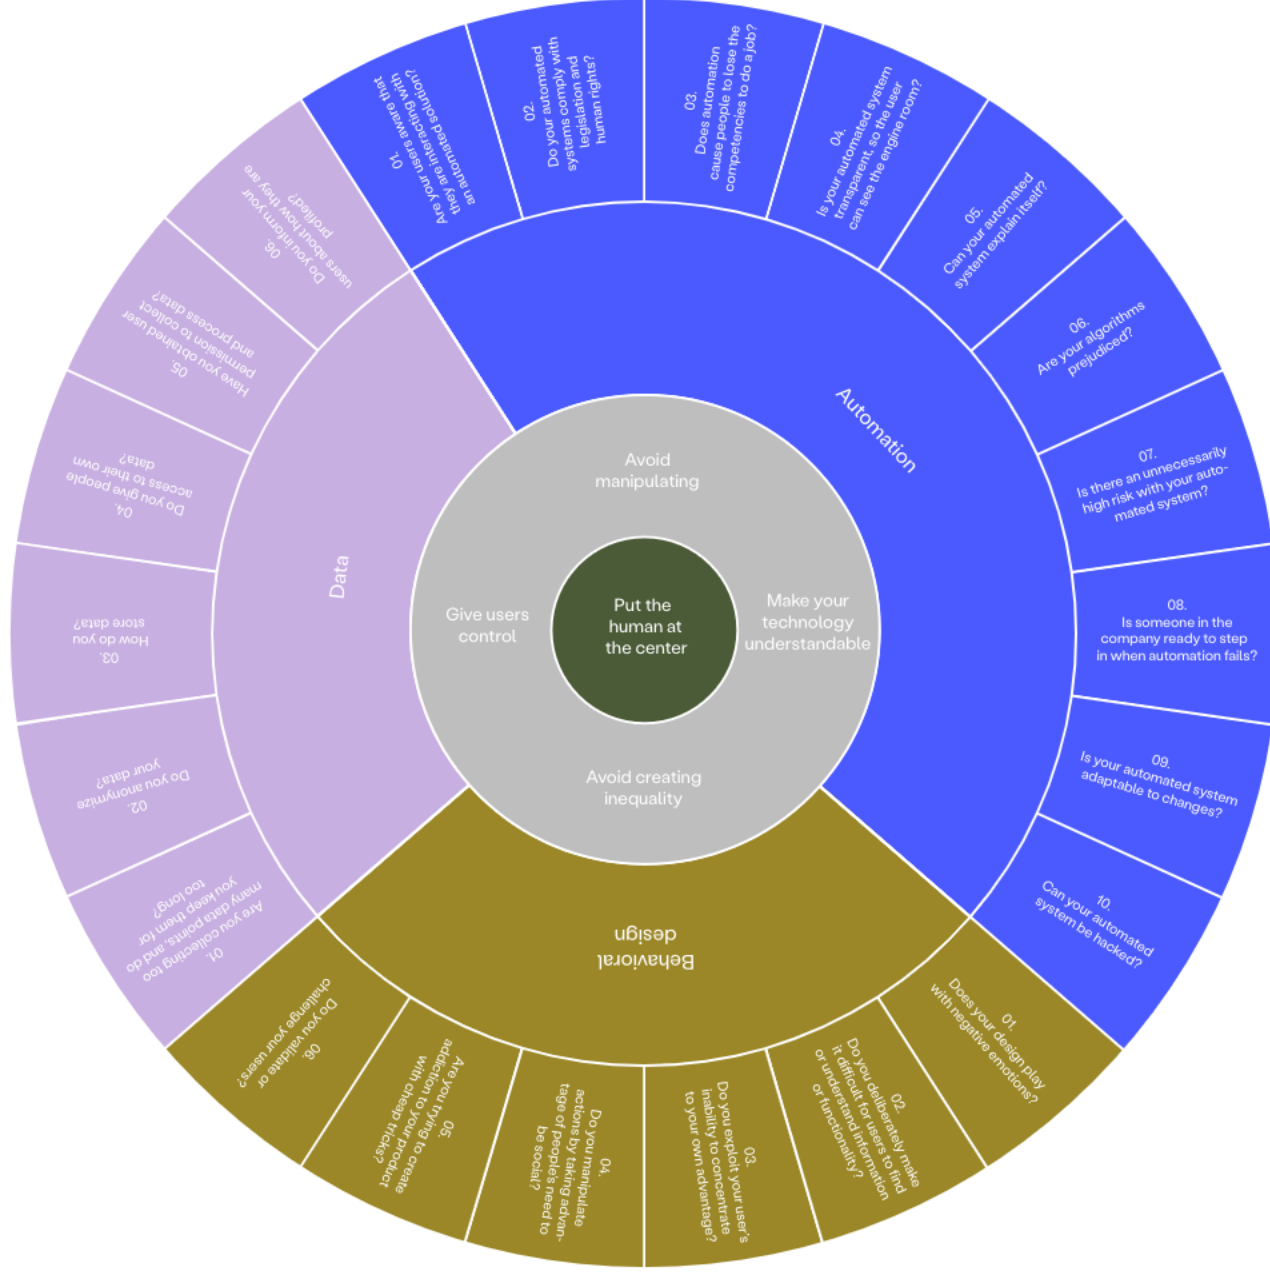 Put the
human at
the center
Avoid
manipulating
Make your
technology
understandable
Avoid creating
inequality
Give users
control
Automation
01.
Are your users aware that
they are interacting with
an automated solution?
02.
Do your automated
systems comply with
legislation and
human rights?
03.
Does automation
cause people to lose the
competencies to do a job?
04.
Is your automated system
transparent, so the user
can see the engine room?
05.
Can your automated
system explain itself?
06.
Are your algorithms
prejudiced?
07.
Is there an unnecessarily
high risk with your auto-
mated system?
08.
Is someone in the
company ready to step
in when automation fails?
09.
Is your automated system
adaptable to changes?
10.
Can your automated
system be hacked?
Behavioral
design
01.
Does your design play
with negative emotions?
02.
Do you deliberately make
it difficult for users to find
or understand information
or functionality?
03.
Do you exploit your user's
inability to concentrate
to your own advantage?
04.
Do you manipulate
actions by taking advan-
tage of people's need to
be social?
05.
Are you trying to create
addiction to your product
with cheap tricks?
06.
Do you validate or
challenge your users?
Data
01.
Are you collecting too
many data points, and do
you keep them for
too long?
02.
Do you anonymize
your data?
03.
How do you
store data?
04.
Do you give people
access to their own
data?
05.
Have you obtained user
permission to collect
and process data?
06.
Do you inform your
users about how they are
profiled?